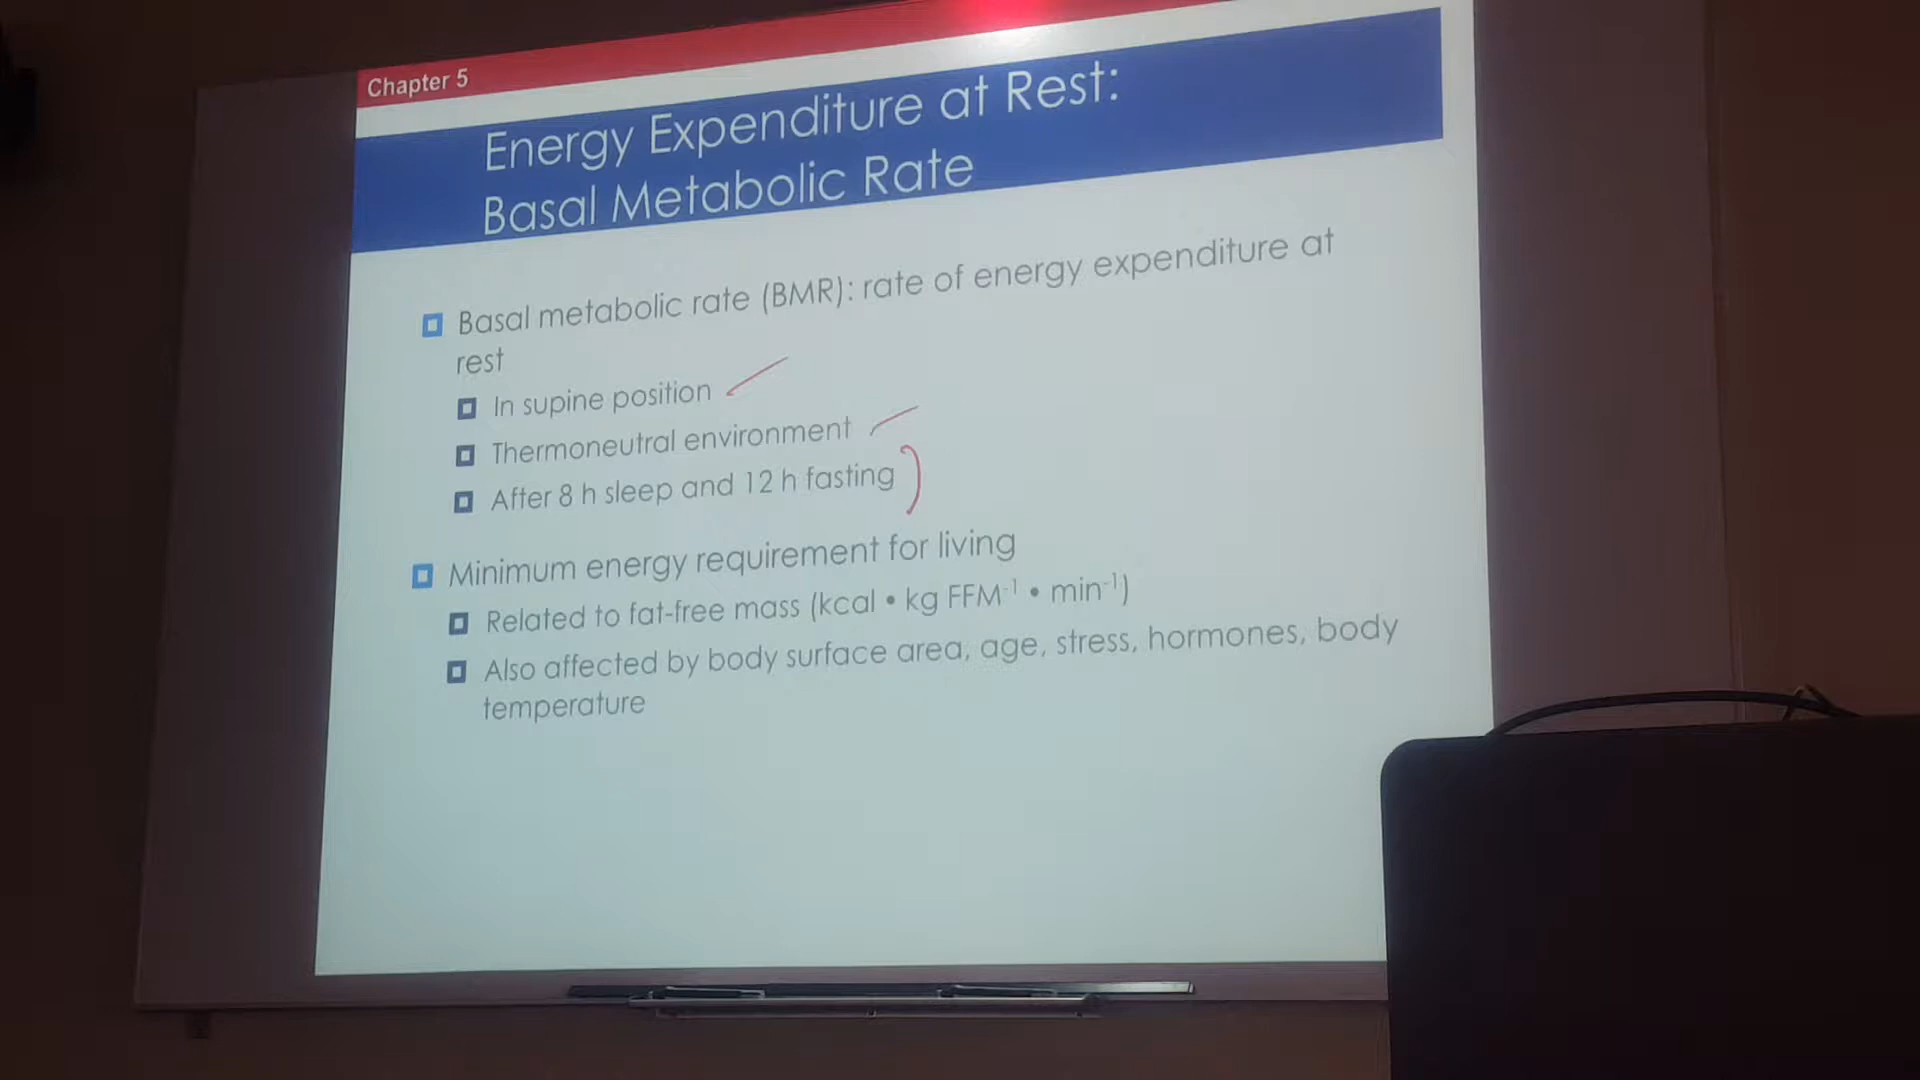 Chapter 5
Energy Expenditure at Rest:
Basal Metabolic Rate
Basal metabolic rate (BMR): rate of energy expenditure at
rest
In supine position
Thermoneutral environment
After 8 h sleep and 12 h fasting
Minimum energy requirement for living
Related to fat-free mass (kcal • kg FFM⁻¹ • min⁻¹)
Also affected by body surface area, age, stress, hormones, body
temperature